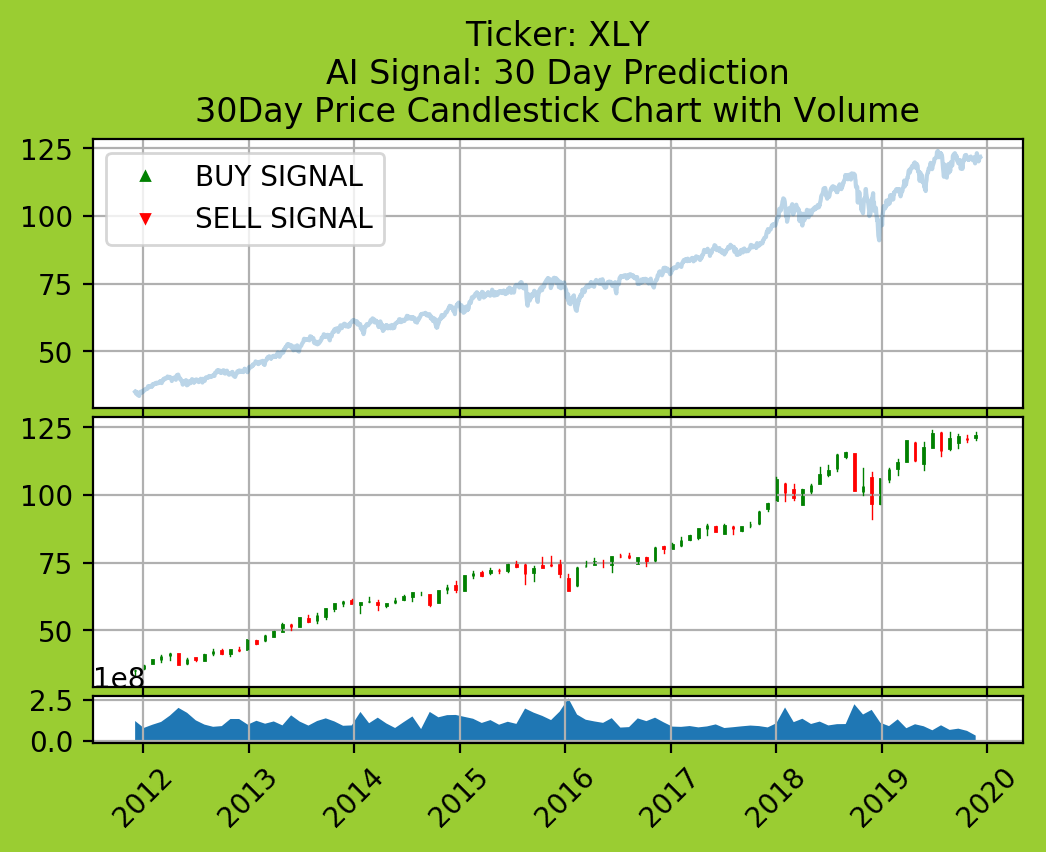 Ticker: XLY
AI Signal: 30 Day Prediction
30Day Price Candlestick Chart with Volume
125
100
75
50
BUY SIGNAL
SELL SIGNAL
125
100
75
50
1e8
2.5
0.0
2012 2013 2014 2015 2016 2017 2018 2019 2020